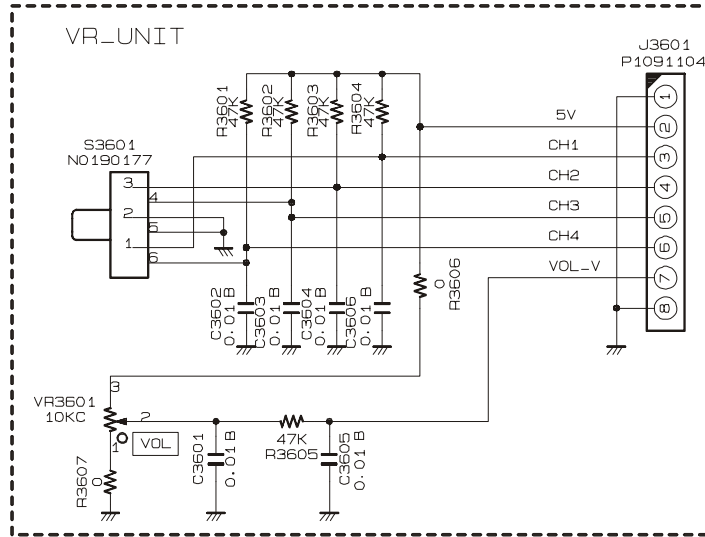 VR_UNIT
J3601
P1091104
R3601
47K
R3602
47K
R3603
47K
R3604
47K
1
5V
2
S3601
N0190177
CH1
3
3
CH2
4
4
2
CH3
5
5
1
CH4
6
6
VOL_V
7
0
R3606
8
C3602
0.01 B
C3603
0.01 B
C3604
0.01 B
C3606
0.01 B
3
VR3601
10KC
2
1
VOL
47K
R3605
R3607
0
C3601
0.01 B
C3605
0.01 B